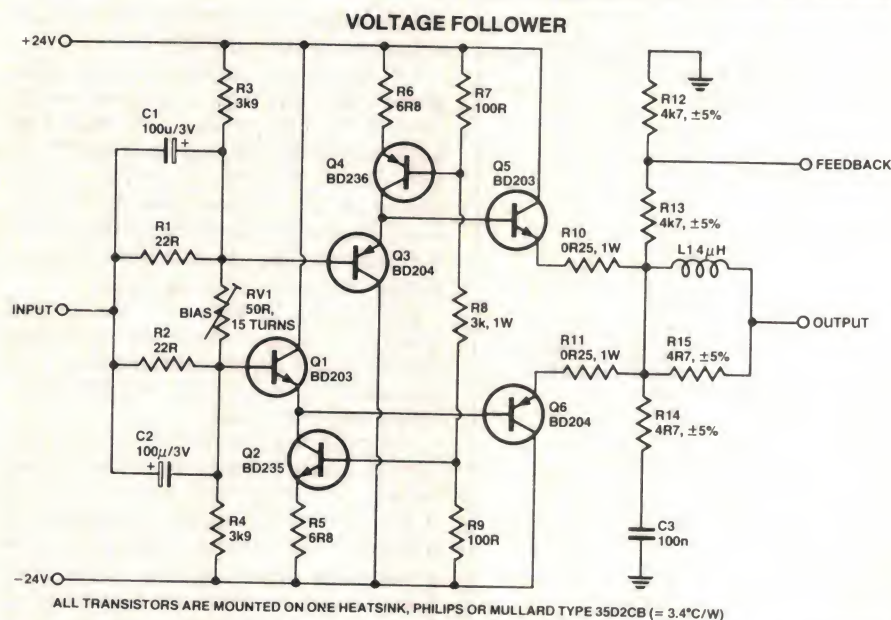 VOLTAGE FOLLOWER
+24V
R3
3k9
R6
6R8
R7
100R
R12
4k7, ±5%
C1
100u/3V
+
Q4
BD236
Q5
BD203
FEEDBACK
R1
22R
R10
0R25, 1W
R13
4k7, ±5%
Q3
BD204
L1 4μH
INPUT
BIAS
RV1
50R,
15 TURNS
R8
3k, 1W
OUTPUT
R2
22R
Q1
BD203
R11
0R25, 1W
R15
4R7, ±5%
Q6
BD204
R14
4R7, ±5%
C2
100μ/3V
+
Q2
BD235
R4
3k9
R5
6R8
R9
100R
C3
100n
−24V
ALL TRANSISTORS ARE MOUNTED ON ONE HEATSINK, PHILIPS OR MULLARD TYPE 35D2CB (= 3.4°C/W)